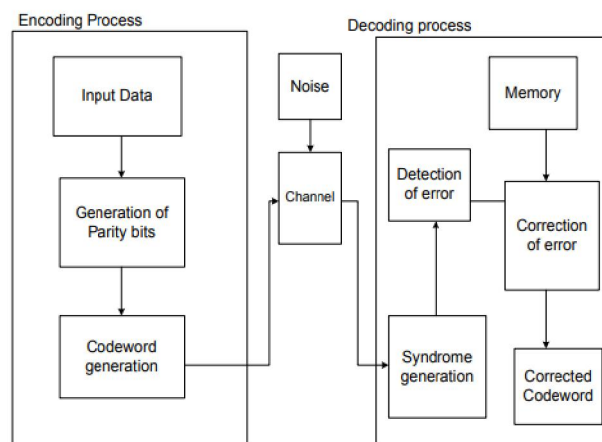 Encoding Process
Input Data
Generation of
Parity bits
Codeword
generation
Noise
Channel
Decoding process
Memory
Detection
of error
Correction
of error
Syndrome
generation
Corrected
Codeword